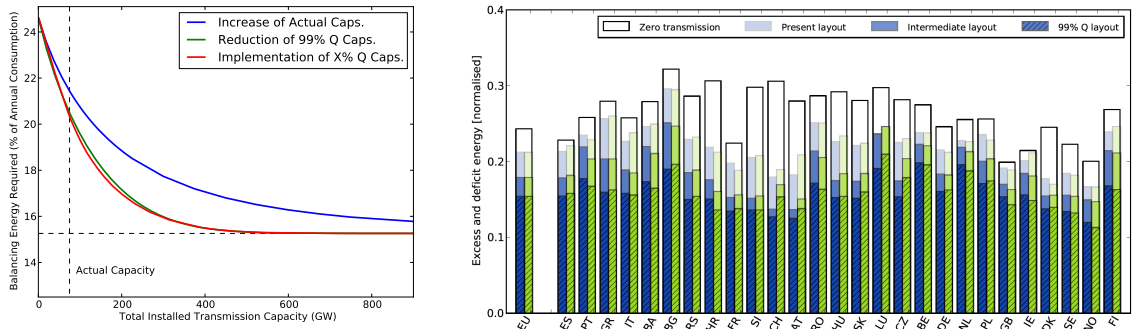 Balancing Energy Required (% of Annual Consumption)
24
22
20
18
16
14
Increase of Actual Caps.
Reduction of 99% Q Caps.
Implementation of X% Q Caps.
Actual Capacity
0 200 400 600 800
Total Installed Transmission Capacity (GW)
Excess and deficit energy [normalised]
0.4
0.3
0.2
0.1
0.0
Zero transmission Present layout Intermediate layout 99% Q layout
EU ES PT GR IT BA BG RS HR FR SI CH AT RO HU SK LU CZ BE DE NL PL GB IE DK SE NO FI